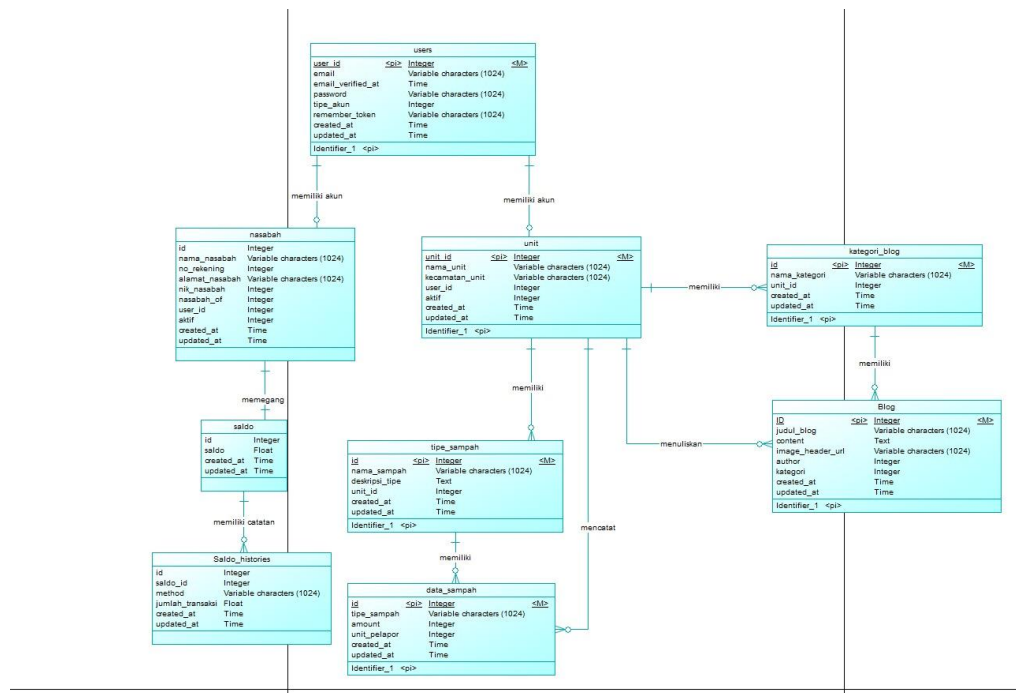 users
user_id <pi> Integer <M>
email Variable characters (1024)
email_verified_at Time
password Variable characters (1024)
tipe_akun Integer
remember_token Variable characters (1024)
created_at Time
updated_at Time
Identifier_1 <pi>
memiliki akun
memiliki akun
nasabah
id Integer
nama_nasabah Variable characters (1024)
no_rekening Integer
alamat_nasabah Variable characters (1024)
nik_nasabah Integer
nasabah_of Integer
user_id Integer
aktif Integer
created_at Time
updated_at Time
unit
unit_id <pi> Integer <M>
nama_unit Variable characters (1024)
kecamatan_unit Variable characters (1024)
user_id Integer
aktif Integer
created_at Time
updated_at Time
Identifier_1 <pi>
memiliki
kategori_blog
id <pi> Integer <M>
nama_kategori Variable characters (1024)
unit_id Integer
created_at Time
updated_at Time
Identifier_1 <pi>
memegang
memiliki
memiliki
saldo
id Integer
saldo Float
created_at Time
updated_at Time
menuliskan
Blog
ID <pi> Integer <M>
judul_blog Variable characters (1024)
content Text
image_header_url Variable characters (1024)
author Integer
kategori Integer
created_at Time
updated_at Time
Identifier_1 <pi>
tipe_sampah
id <pi> Integer <M>
nama_sampah Variable characters (1024)
deskripsi_tipe Text
unit_id Integer
created_at Time
updated_at Time
Identifier_1 <pi>
memiliki catatan
mencatat
memiliki
Saldo_histories
id Integer
saldo_id Integer
method Variable characters (1024)
jumlah_transaksi Float
created_at Time
updated_at Time
data_sampah
id <pi> Integer <M>
tipe_sampah Variable characters (1024)
amount Integer
unit_pelapor Integer
created_at Time
updated_at Time
Identifier_1 <pi>